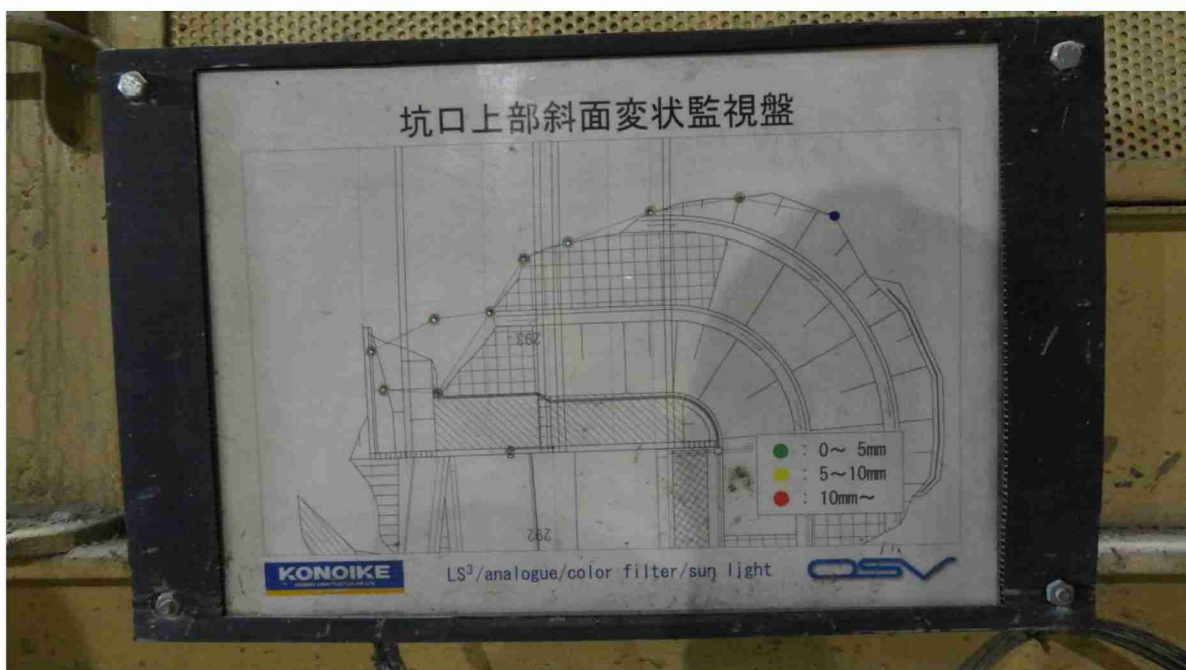 坑口上部斜面変状監視盤
293
● : 0～ 5mm
● : 5～10mm
● : 10mm～
292
KONOIKE
LS³/analogue/color filter/sun light
OSV